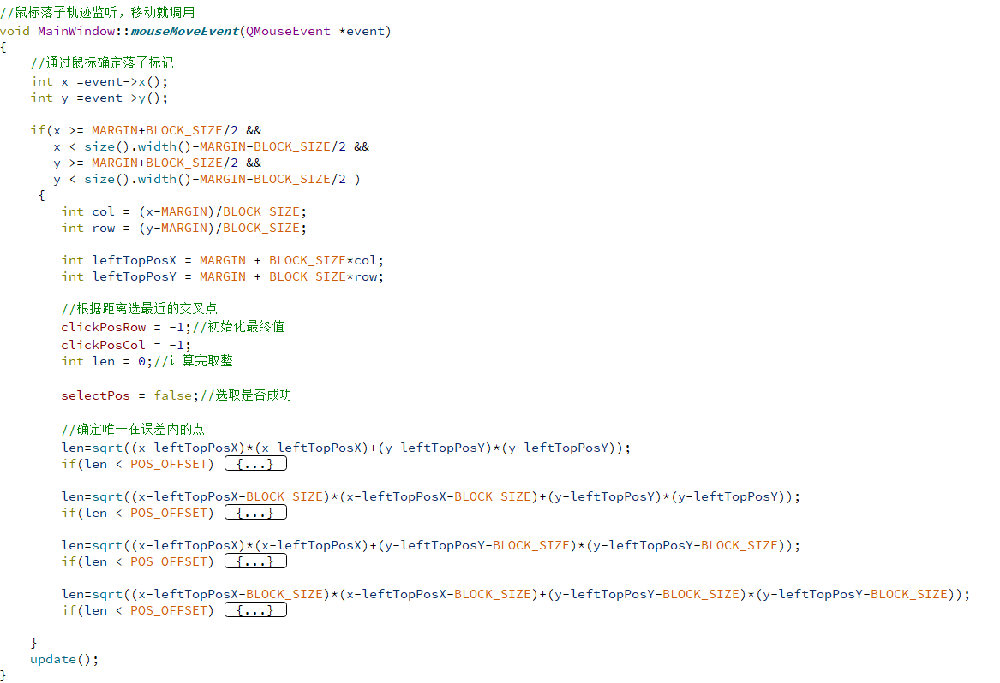 //鼠标落子轨迹监听，移动就调用
void MainWindow::mouseMoveEvent(QMouseEvent *event)
{
    //通过鼠标确定落子标记
    int x =event->x();
    int y =event->y();

    if(x >= MARGIN+BLOCK_SIZE/2 &&
       x < size().width()-MARGIN-BLOCK_SIZE/2 &&
       y >= MARGIN+BLOCK_SIZE/2 &&
       y < size().width()-MARGIN-BLOCK_SIZE/2 )
     {
        int col = (x-MARGIN)/BLOCK_SIZE;
        int row = (y-MARGIN)/BLOCK_SIZE;

        int leftTopPosX = MARGIN + BLOCK_SIZE*col;
        int leftTopPosY = MARGIN + BLOCK_SIZE*row;

        //根据距离选最近的交叉点
        clickPosRow = -1;//初始化最终值
        clickPosCol = -1;
        int len = 0;//计算完取整

        selectPos = false;//选取是否成功

        //确定唯一在误差内的点
        len=sqrt((x-leftTopPosX)*(x-leftTopPosX)+(y-leftTopPosY)*(y-leftTopPosY));
        if(len < POS_OFFSET) {...}

        len=sqrt((x-leftTopPosX-BLOCK_SIZE)*(x-leftTopPosX-BLOCK_SIZE)+(y-leftTopPosY)*(y-leftTopPosY));
        if(len < POS_OFFSET) {...}

        len=sqrt((x-leftTopPosX)*(x-leftTopPosX)+(y-leftTopPosY-BLOCK_SIZE)*(y-leftTopPosY-BLOCK_SIZE));
        if(len < POS_OFFSET) {...}

        len=sqrt((x-leftTopPosX-BLOCK_SIZE)*(x-leftTopPosX-BLOCK_SIZE)+(y-leftTopPosY-BLOCK_SIZE)*(y-leftTopPosY-BLOCK_SIZE));
        if(len < POS_OFFSET) {...}

    }
    update();
}